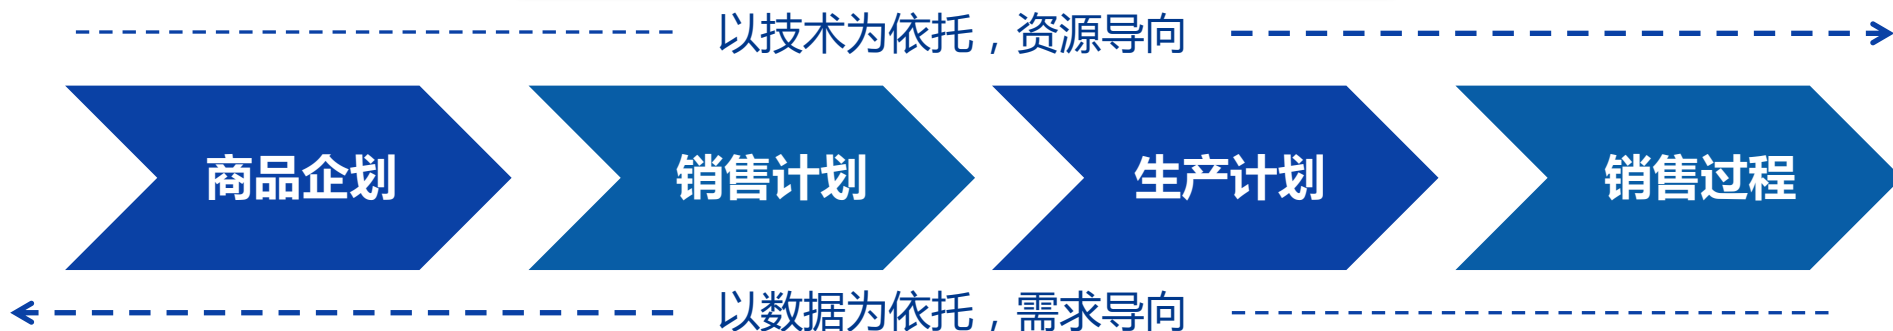 以技术为依托，资源导向
商品企划
销售计划
生产计划
销售过程
以数据为依托，需求导向